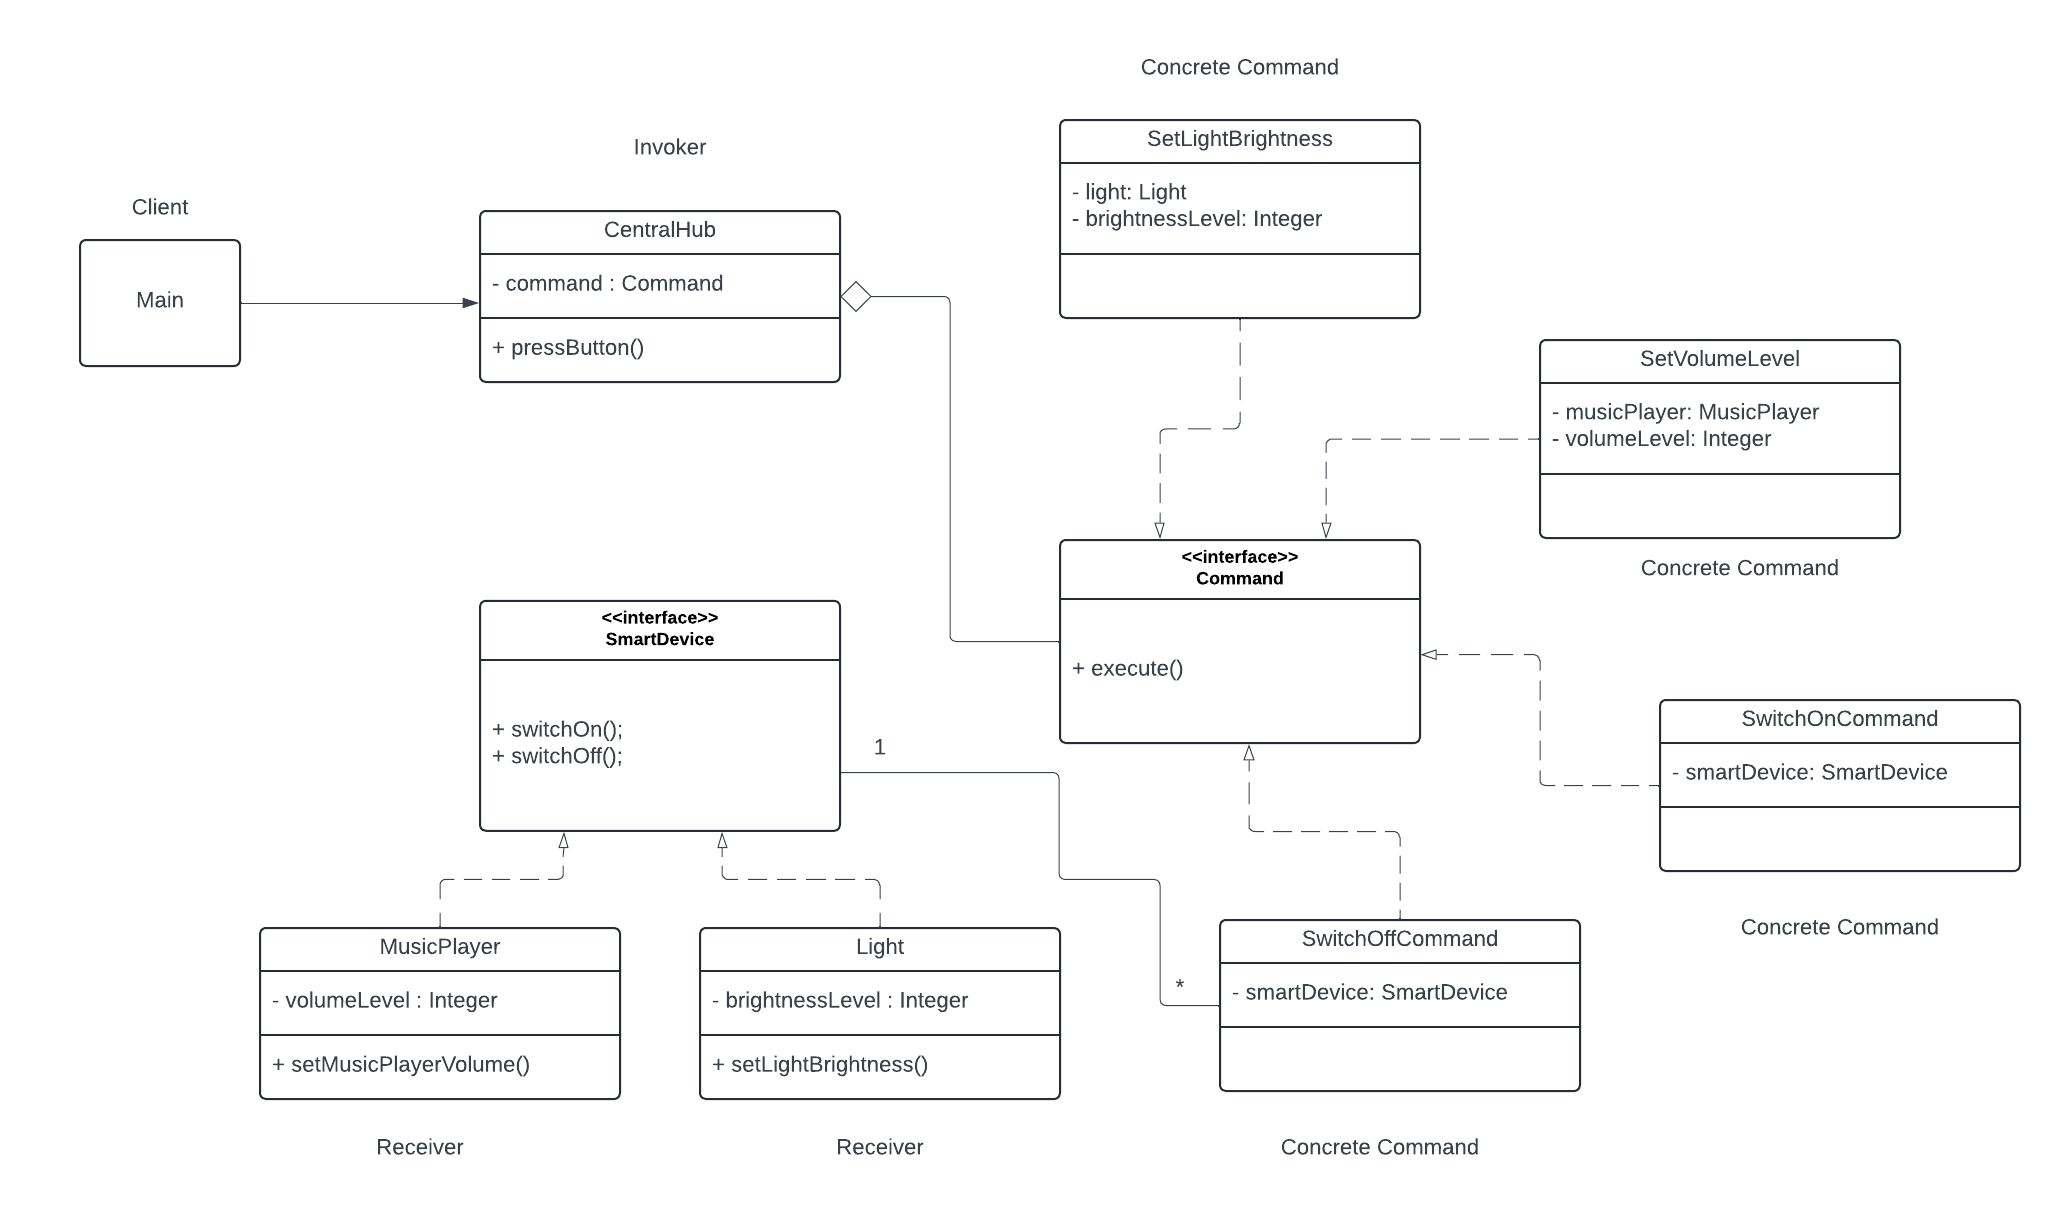 Concrete Command
SetLightBrightness
- light: Light
- brightnessLevel: Integer
Invoker
CentralHub
- command : Command
+ pressButton()
Client
Main
SetVolumeLevel
- musicPlayer: MusicPlayer
- volumeLevel: Integer
Concrete Command
<<interface>>
Command
+ execute()
<<interface>>
SmartDevice
+ switchOn();
+ switchOff();
1
SwitchOnCommand
- smartDevice: SmartDevice
Concrete Command
MusicPlayer
- volumeLevel : Integer
+ setMusicPlayerVolume()
Receiver
Light
- brightnessLevel : Integer
+ setLightBrightness()
Receiver
*
SwitchOffCommand
- smartDevice: SmartDevice
Concrete Command